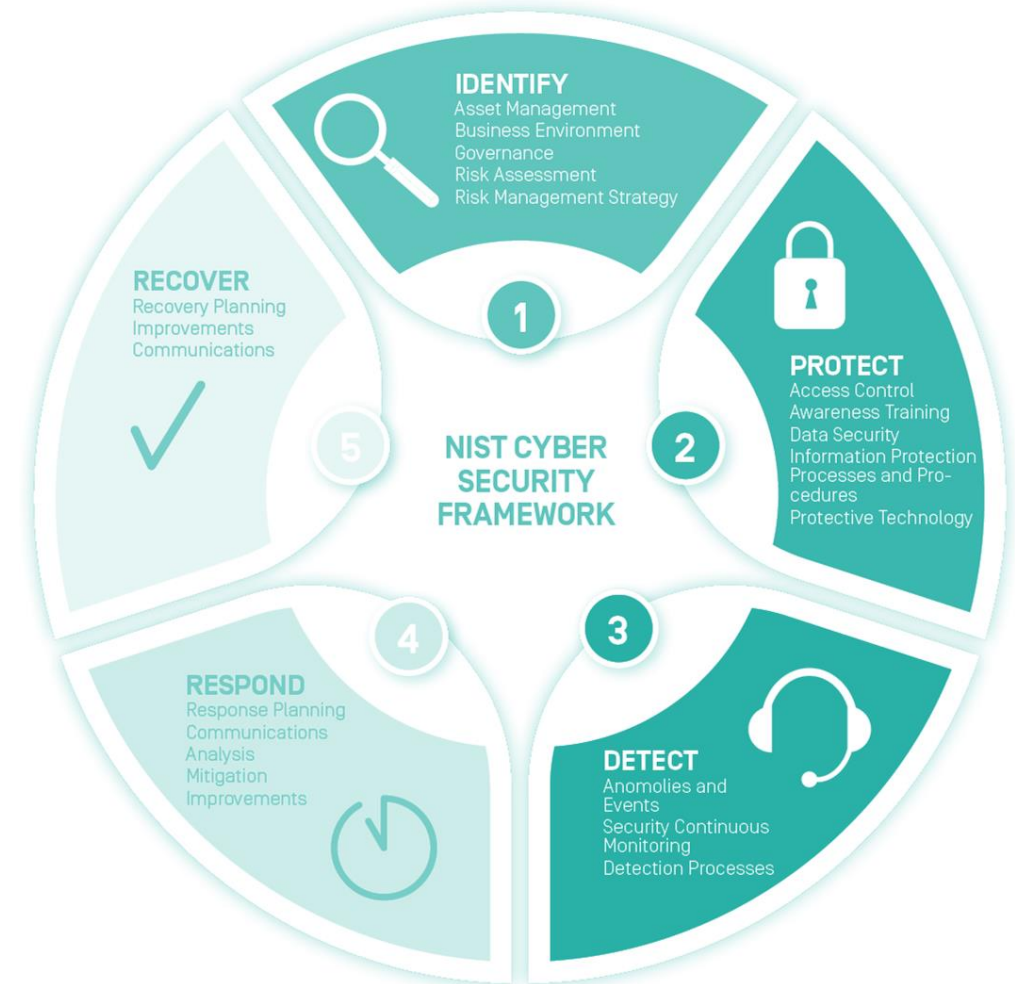 IDENTIFY
Asset Management
Business Environment
Governance
Risk Assessment
Risk Management Strategy
1
PROTECT
Access Control
Awareness Training
Data Security
Information Protection
Processes and Pro-
cedures
Protective Technology
2
DETECT
Anomolies and
Events
Security Continuous
Monitoring
Detection Processes
3
RESPOND
Response Planning
Communications
Analysis
Mitigation
Improvements
4
RECOVER
Recovery Planning
Improvements
Communications
5
NIST CYBER
SECURITY
FRAMEWORK